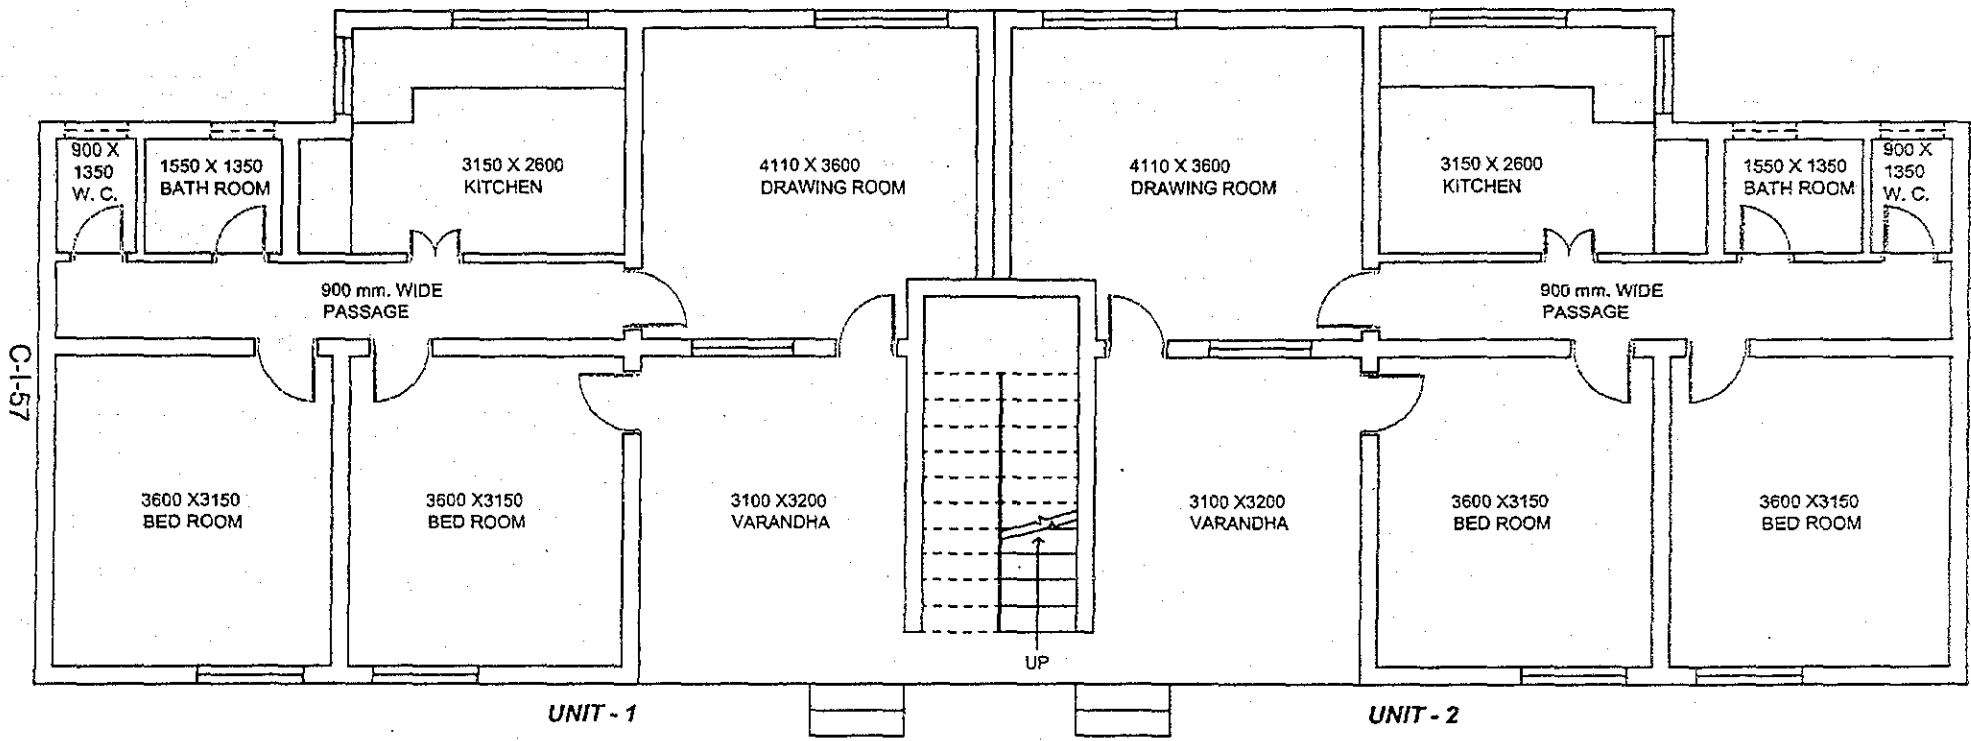 900 X
1350
W. C.
1550 X 1350
BATH ROOM
3150 X 2600
KITCHEN
4110 X 3600
DRAWING ROOM
4110 X 3600
DRAWING ROOM
3150 X 2600
KITCHEN
1550 X 1350
BATH ROOM
900 X
1350
W. C.
900 mm. WIDE
PASSAGE
900 mm. WIDE
PASSAGE
C-I-57
3600 X3150
BED ROOM
3600 X3150
BED ROOM
3100 X3200
VARANDHA
3100 X3200
VARANDHA
3600 X3150
BED ROOM
3600 X3150
BED ROOM
UP
UNIT - 1
UNIT - 2